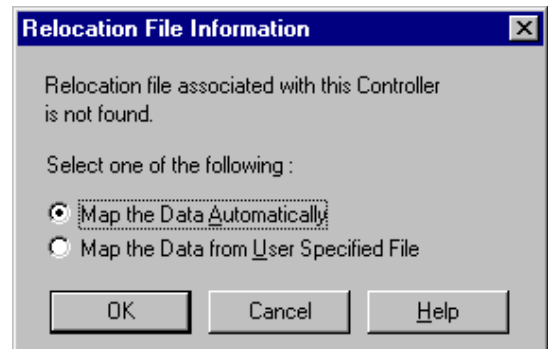 Relocation File Information
Relocation file associated with this Controller
is not found.
Select one of the following :
Map the Data Automatically
Map the Data from User Specified File
OK Cancel Help